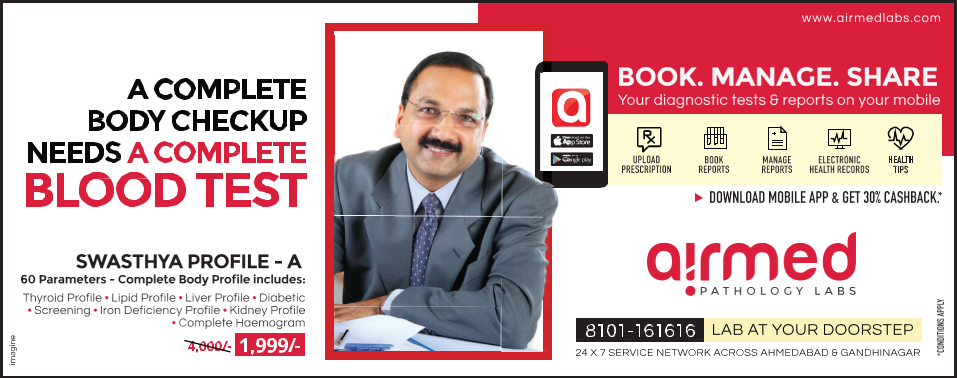 www.airmedlabs.com
A COMPLETE
BODY CHECKUP
NEEDS A COMPLETE
BLOOD TEST
SWASTHYA PROFILE - A
60 Parameters - Complete Body Profile includes:
Thyroid Profile • Lipid Profile • Liver Profile • Diabetic
• Screening • Iron Deficiency Profile • Kidney Profile
• Complete Haemogram
4,000/- 1,999/-
imagine
a
App Store
Google play
BOOK. MANAGE. SHARE
Your diagnostic tests & reports on your mobile
UPLOAD
PRESCRIPTION
BOOK
REPORTS
MANAGE
REPORTS
ELECTRONIC
HEALTH RECORDS
HEALTH
TIPS
DOWNLOAD MOBILE APP & GET 30% CASHBACK.*
airmed
PATHOLOGY LABS
8101-161616 LAB AT YOUR DOORSTEP
24 X 7 SERVICE NETWORK ACROSS AHMEDABAD & GANDHINAGAR
*CONDITIONS APPLY